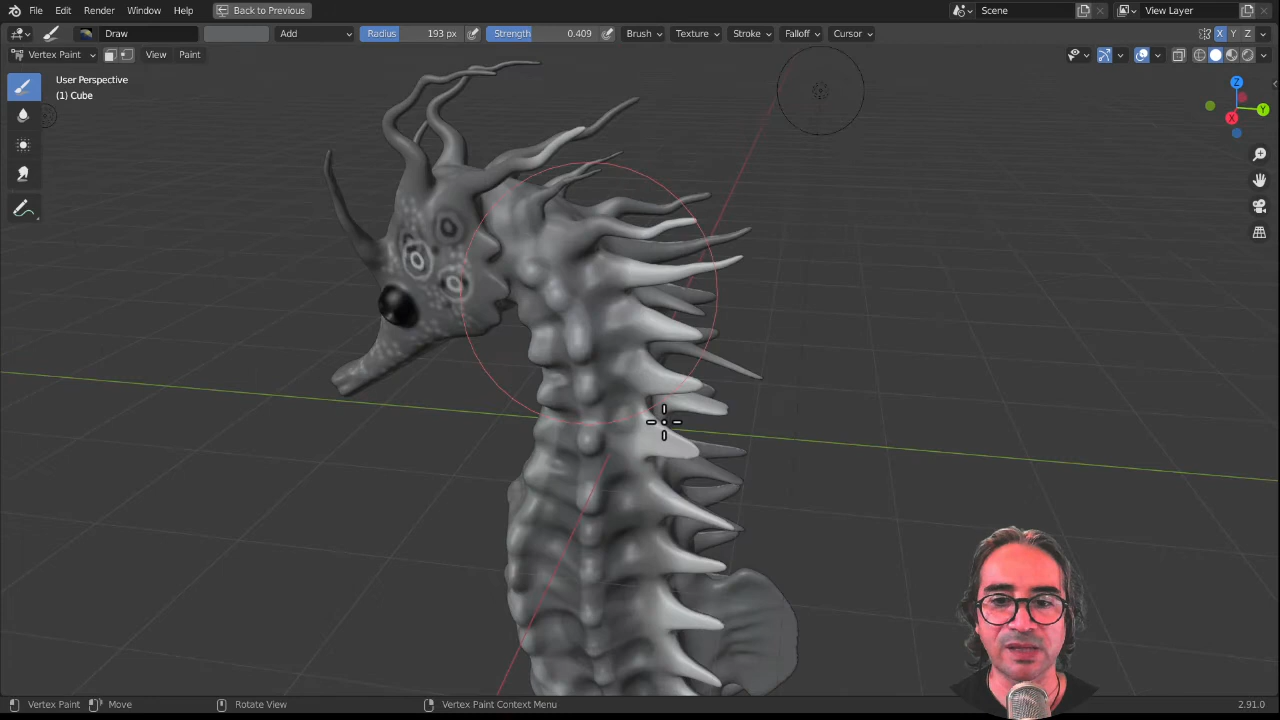 File Edit Render Window Help Back to Previous Scene View Layer
Draw Add Radius 193 px Strength 0.409 Brush Texture Stroke Falloff Cursor X Y Z
Vertex Paint View Paint
User Perspective
(1) Cube
Z
Y
X
Vertex Paint Move Rotate View Vertex Paint Context Menu 2.91.0